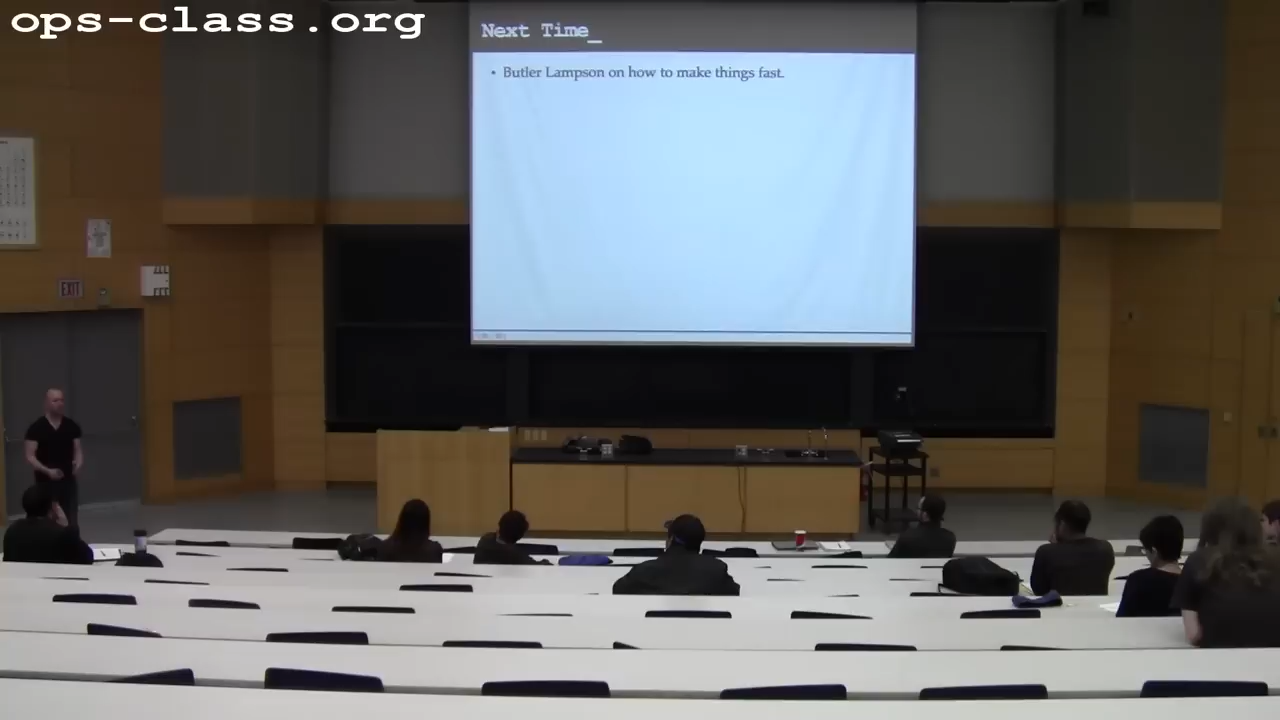 ops-class.org
Next Time_
• Butler Lampson on how to make things fast.
EXIT